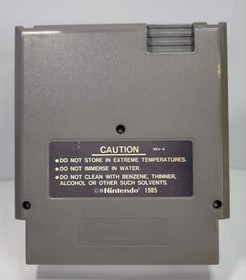 CAUTION REV-A
•DO NOT STORE IN EXTREME TEMPERATURES.
•DO NOT IMMERSE IN WATER.
•DO NOT CLEAN WITH BENZENE, THINNER,
ALCOHOL OR OTHER SUCH SOLVENTS.
©®Nintendo 1985